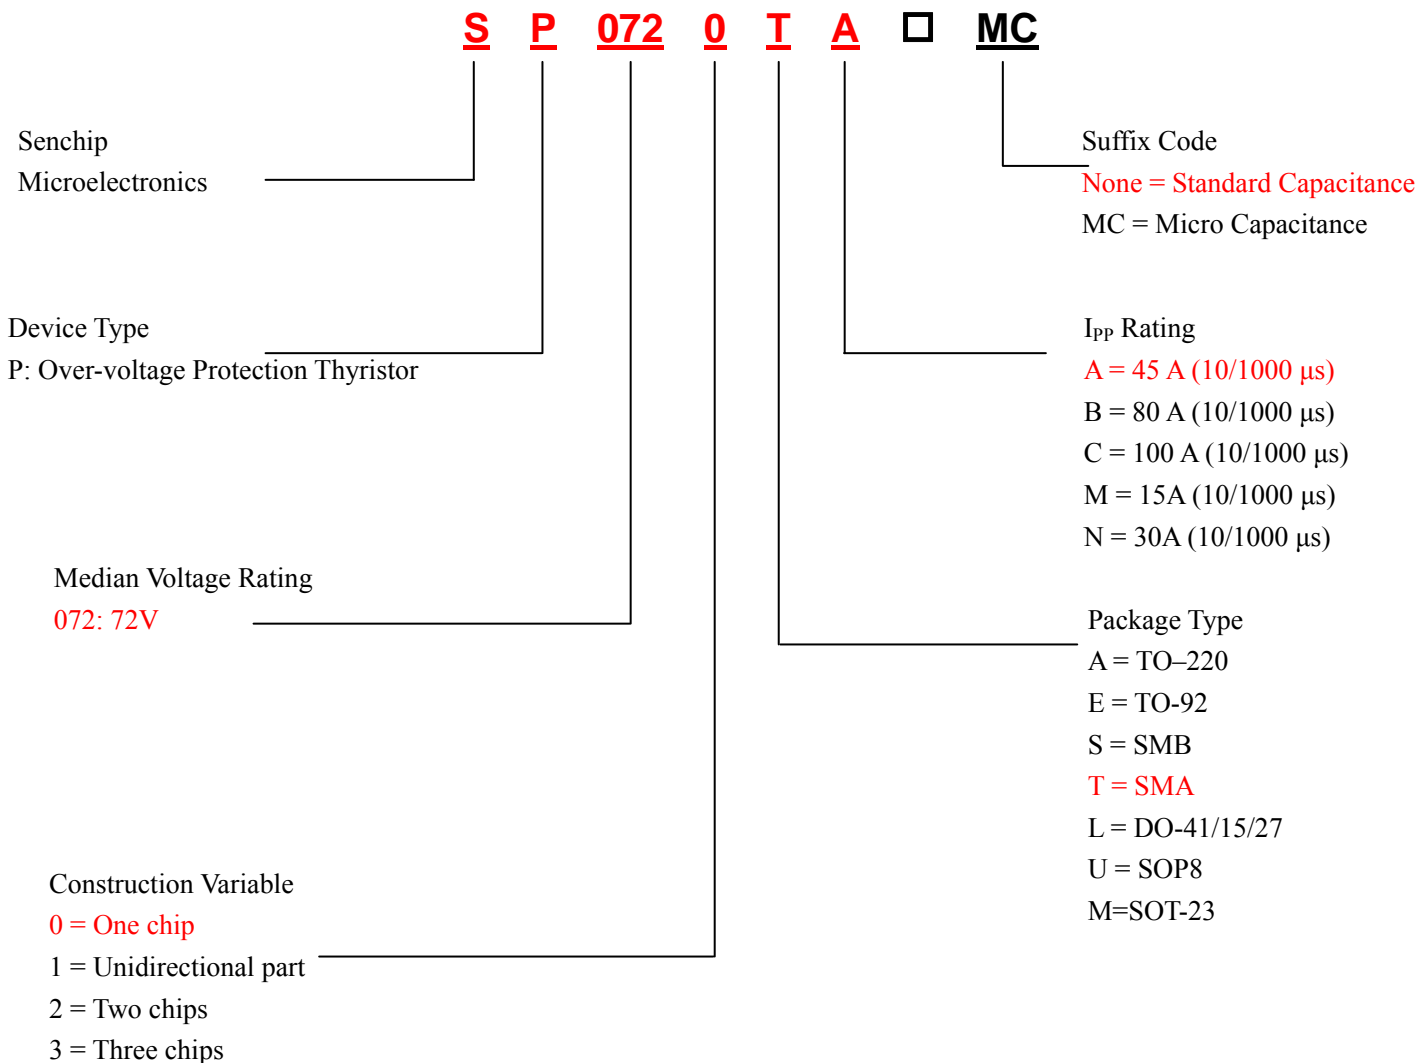 S P 072 0 T A □ MC
Senchip
Microelectronics
Suffix Code
None = Standard Capacitance
MC = Micro Capacitance
Device Type
P: Over-voltage Protection Thyristor
IPP Rating
A = 45 A (10/1000 μs)
B = 80 A (10/1000 μs)
C = 100 A (10/1000 μs)
M = 15A (10/1000 μs)
N = 30A (10/1000 μs)
Median Voltage Rating
072: 72V
Package Type
A = TO–220
E = TO-92
S = SMB
T = SMA
L = DO-41/15/27
U = SOP8
M=SOT-23
Construction Variable
0 = One chip
1 = Unidirectional part
2 = Two chips
3 = Three chips